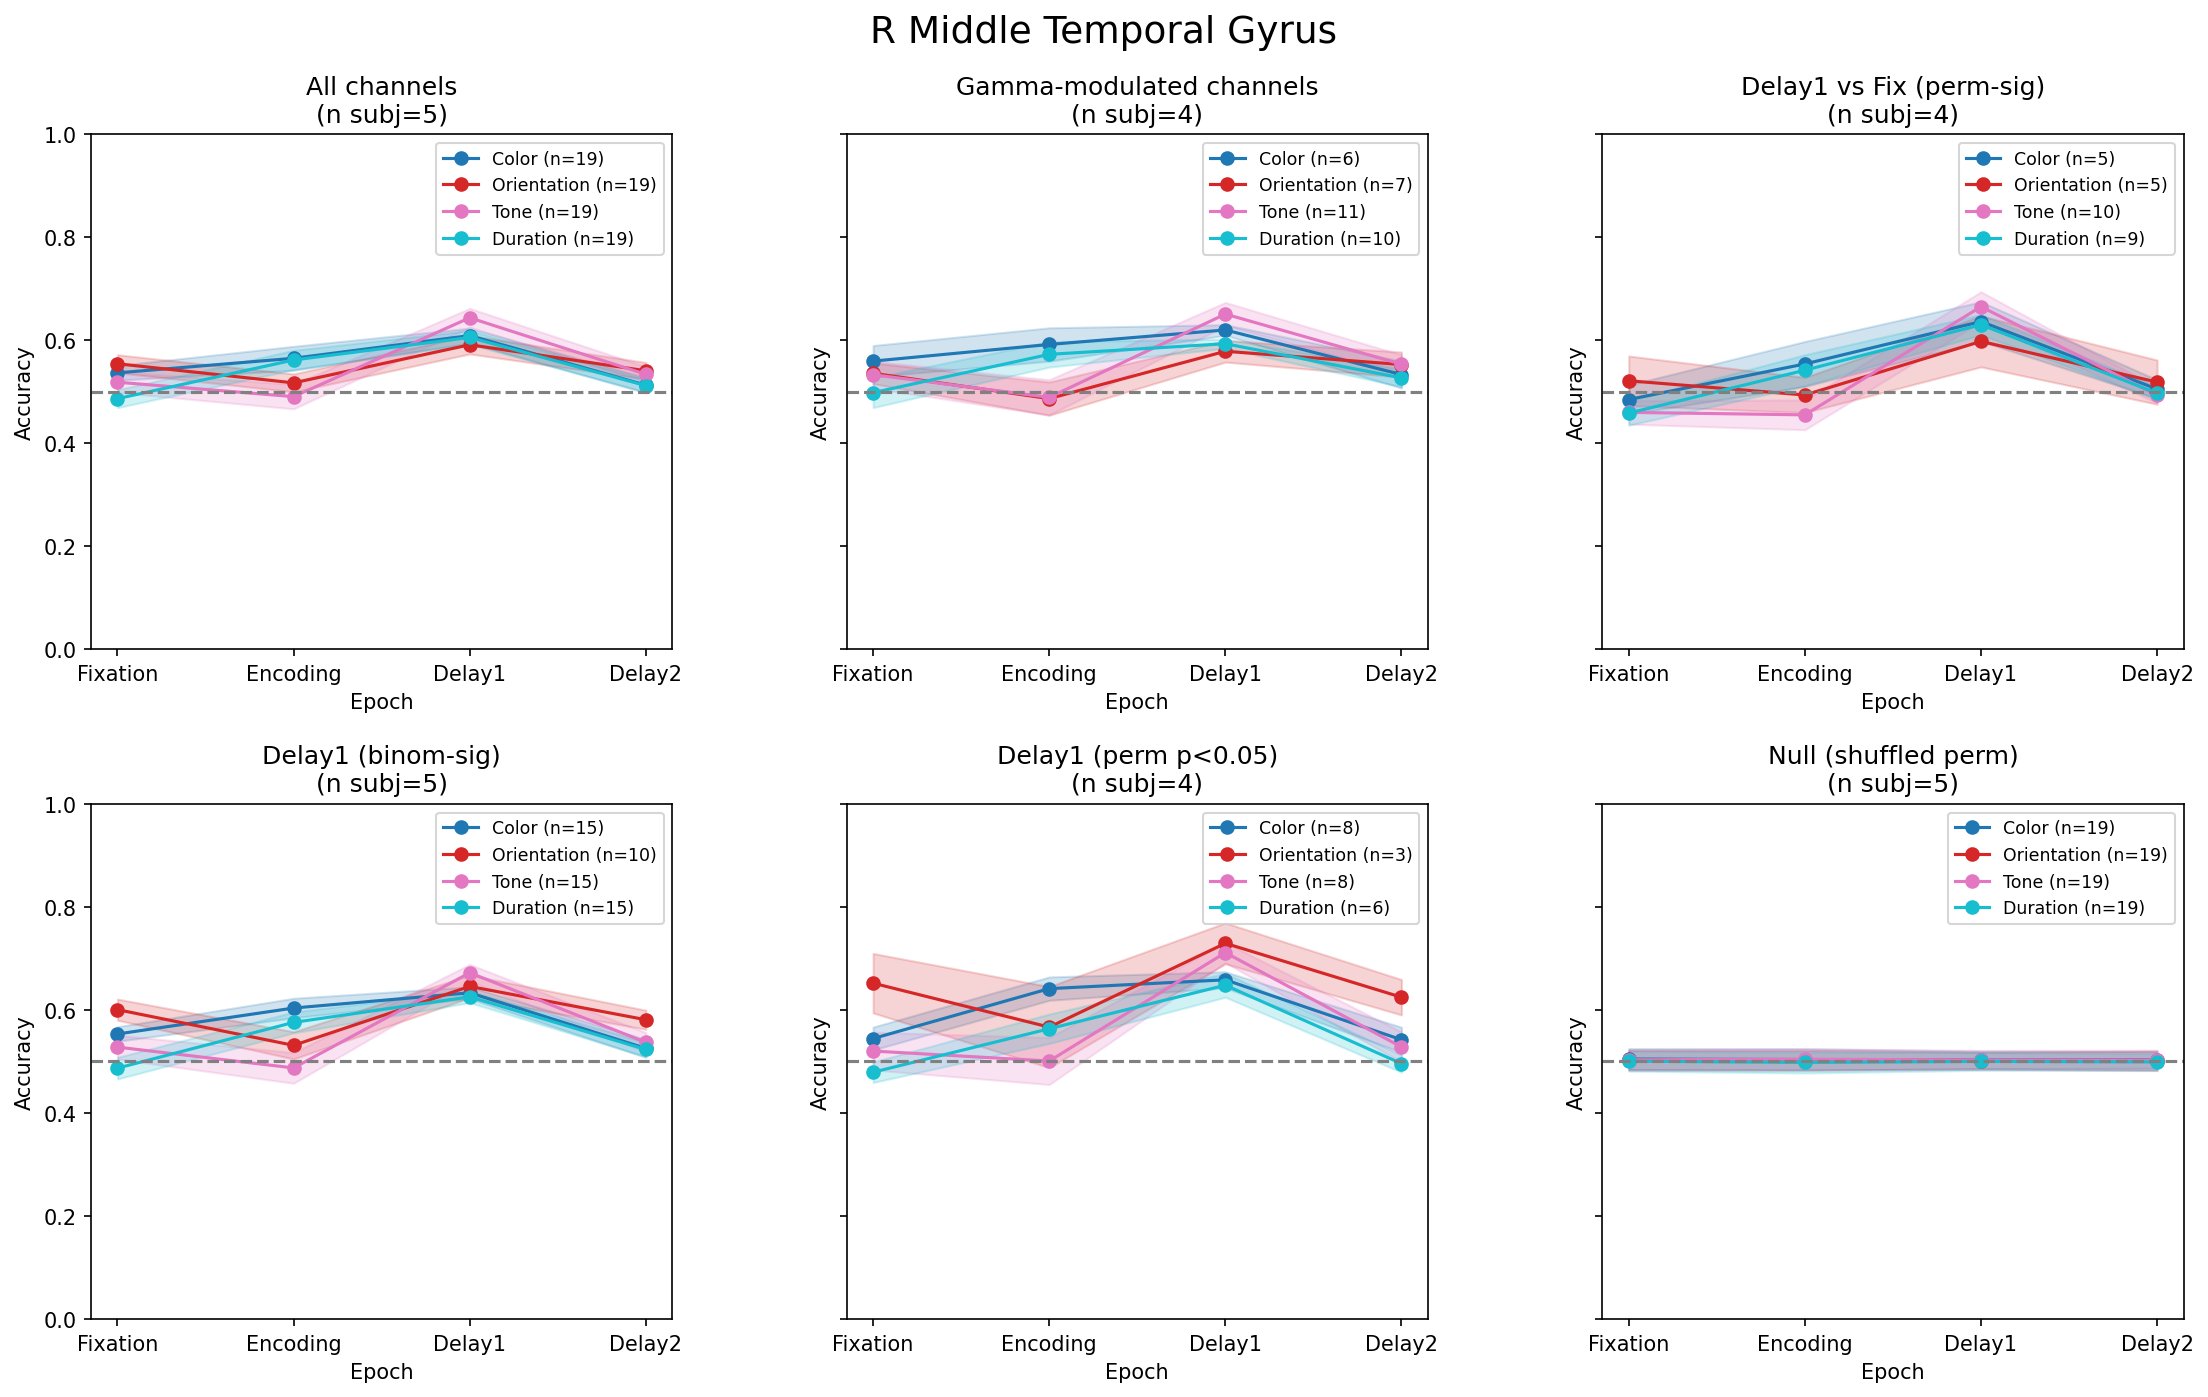 R Middle Temporal Gyrus
All channels
(n subj=5)
1.0
0.8
0.6
0.4
0.2
0.0
Accuracy
Color (n=19)
Orientation (n=19)
Tone (n=19)
Duration (n=19)
Fixation Encoding Delay1 Delay2
Epoch
Gamma-modulated channels
(n subj=4)
Accuracy
Color (n=6)
Orientation (n=7)
Tone (n=11)
Duration (n=10)
Fixation Encoding Delay1 Delay2
Epoch
Delay1 vs Fix (perm-sig)
(n subj=4)
Accuracy
Color (n=5)
Orientation (n=5)
Tone (n=10)
Duration (n=9)
Fixation Encoding Delay1 Delay2
Epoch
Delay1 (binom-sig)
(n subj=5)
1.0
0.8
0.6
0.4
0.2
0.0
Accuracy
Color (n=15)
Orientation (n=10)
Tone (n=15)
Duration (n=15)
Fixation Encoding Delay1 Delay2
Epoch
Delay1 (perm p<0.05)
(n subj=4)
Accuracy
Color (n=8)
Orientation (n=3)
Tone (n=8)
Duration (n=6)
Fixation Encoding Delay1 Delay2
Epoch
Null (shuffled perm)
(n subj=5)
Accuracy
Color (n=19)
Orientation (n=19)
Tone (n=19)
Duration (n=19)
Fixation Encoding Delay1 Delay2
Epoch